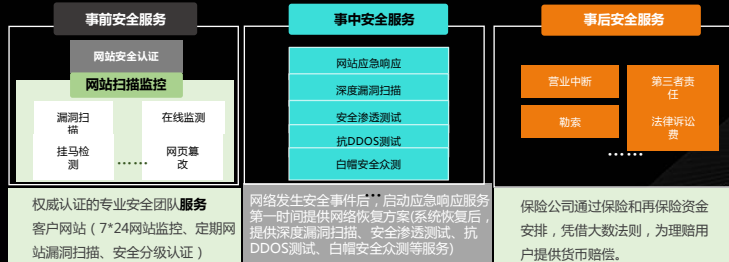 事前安全服务
网站安全认证
网站扫描监控
漏洞扫
描
在线监测
挂马检
测
……
网页篡
改
权威认证的专业安全团队服务
客户网站（7*24网站监控、定期网
站漏洞扫描、安全分级认证）
事中安全服务
网站应急响应
深度漏洞扫描
安全渗透测试
抗DDOS测试
白帽安全众测
...
网络发生安全事件后，启动应急响应服务
第一时间提供网络恢复方案(系统恢复后，
提供深度漏洞扫描、安全渗透测试、抗
DDOS测试、白帽安全众测等服务)
事后安全服务
营业中断
第三者责
任
勒索
法律诉讼
费
……
保险公司通过保险和再保险资金
安排，凭借大数法则，为理赔用
户提供货币赔偿。